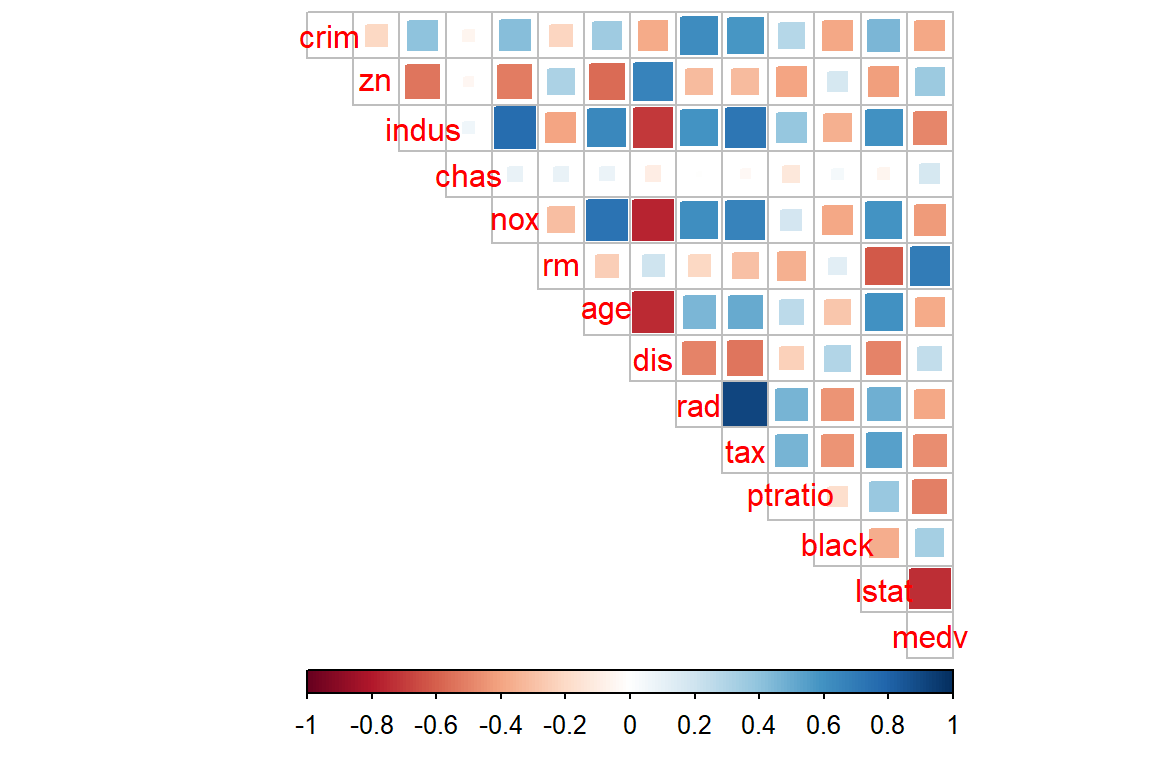 crim
zn
indus
chas
nox
rm
age
dis
rad
tax
ptratio
black
lstat
medv
-1 -0.8 -0.6 -0.4 -0.2 0 0.2 0.4 0.6 0.8 1